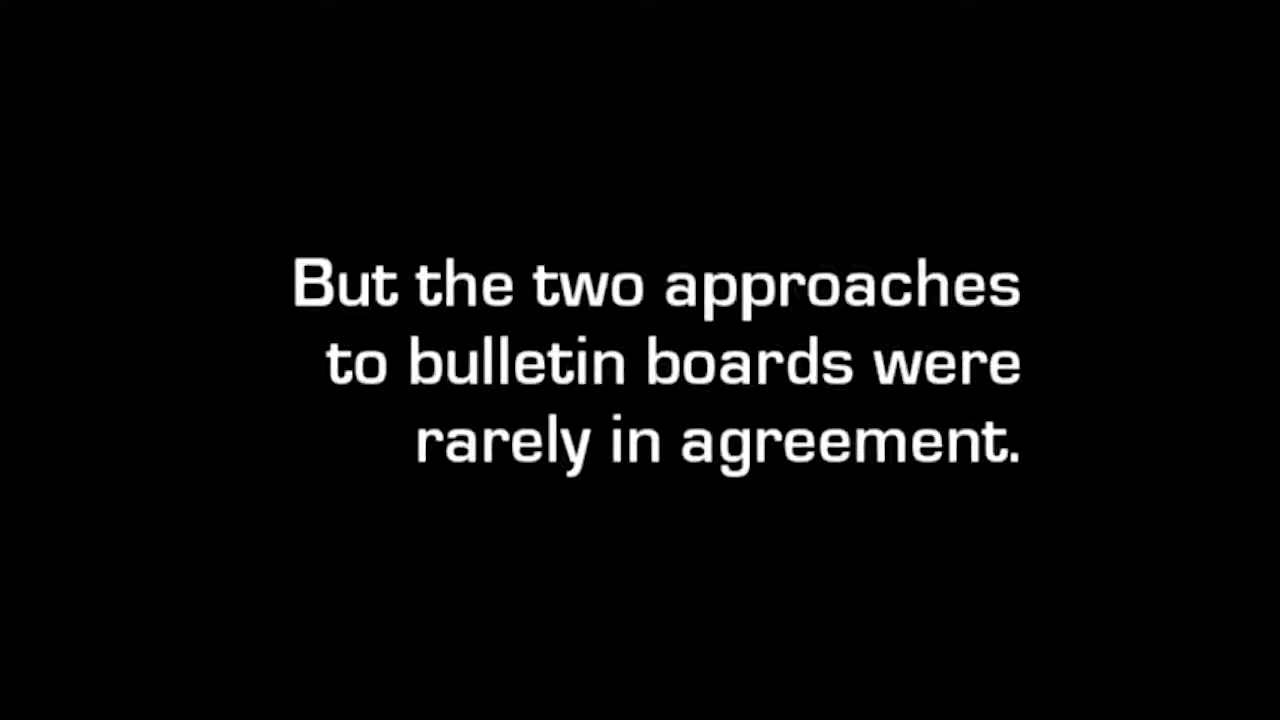 But the two approaches
to bulletin boards were
rarely in agreement.